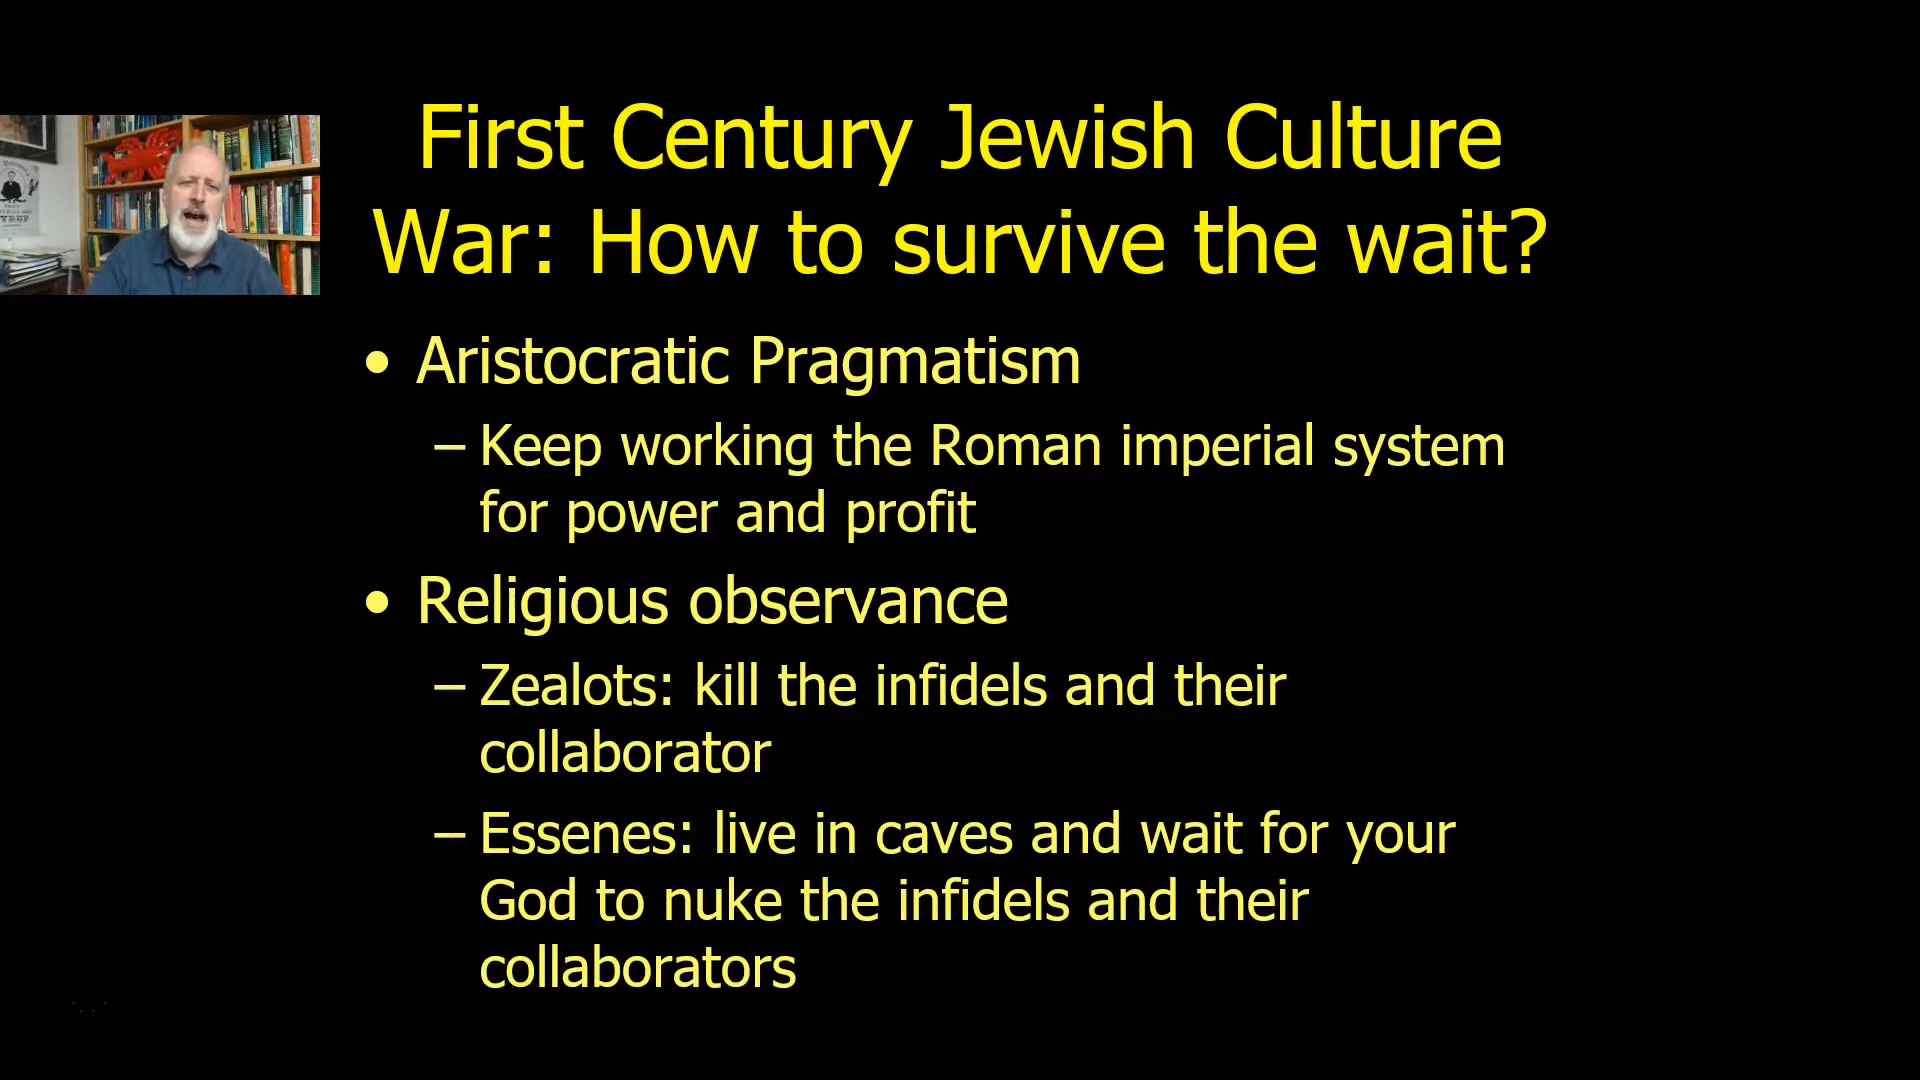 First Century Jewish Culture
War: How to survive the wait?
• Aristocratic Pragmatism
– Keep working the Roman imperial system
for power and profit
• Religious observance
– Zealots: kill the infidels and their
collaborator
– Essenes: live in caves and wait for your
God to nuke the infidels and their
collaborators